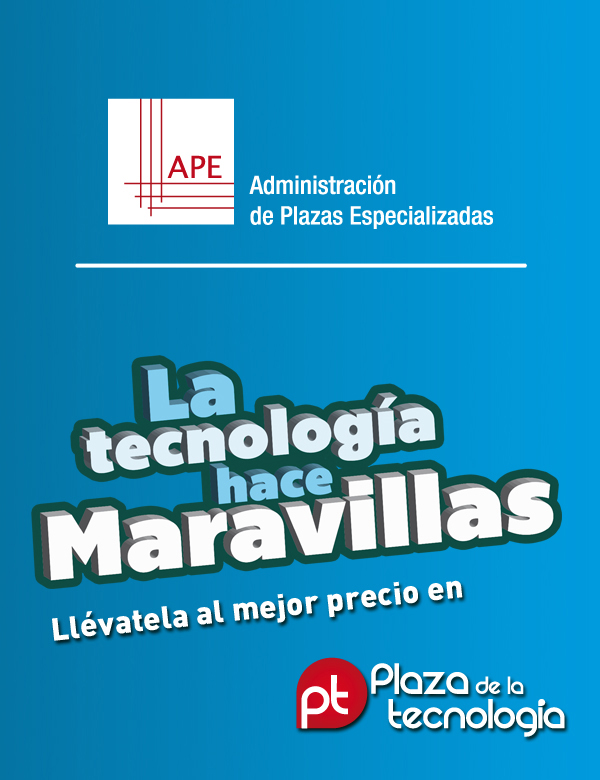 APE
Administración
de Plazas Especializadas
La
tecnología
hace
Maravillas
Llévatela al mejor precio en
pt
Plaza de la
tecnología